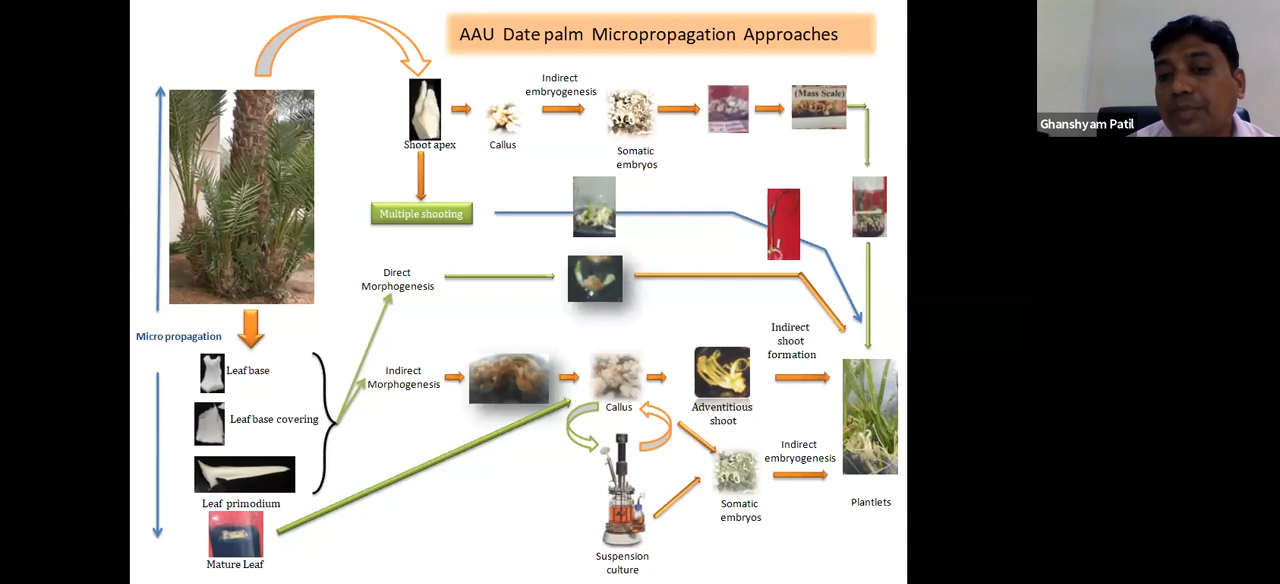 AAU Date palm Micropropagation Approaches
Ghanshyam Patil
Indirect
embryogenesis
(Mass Scale)
Shoot apex
Callus
Somatic
embryos
Multiple shooting
Direct
Morphogenesis
Micro propagation
Indirect
shoot
formation
Leaf base
Indirect
Morphogenesis
Leaf base covering
Callus
Adventitious
shoot
Indirect
embryogenesis
Leaf primodium
Somatic
embryos
Plantlets
Mature Leaf
Suspension
culture